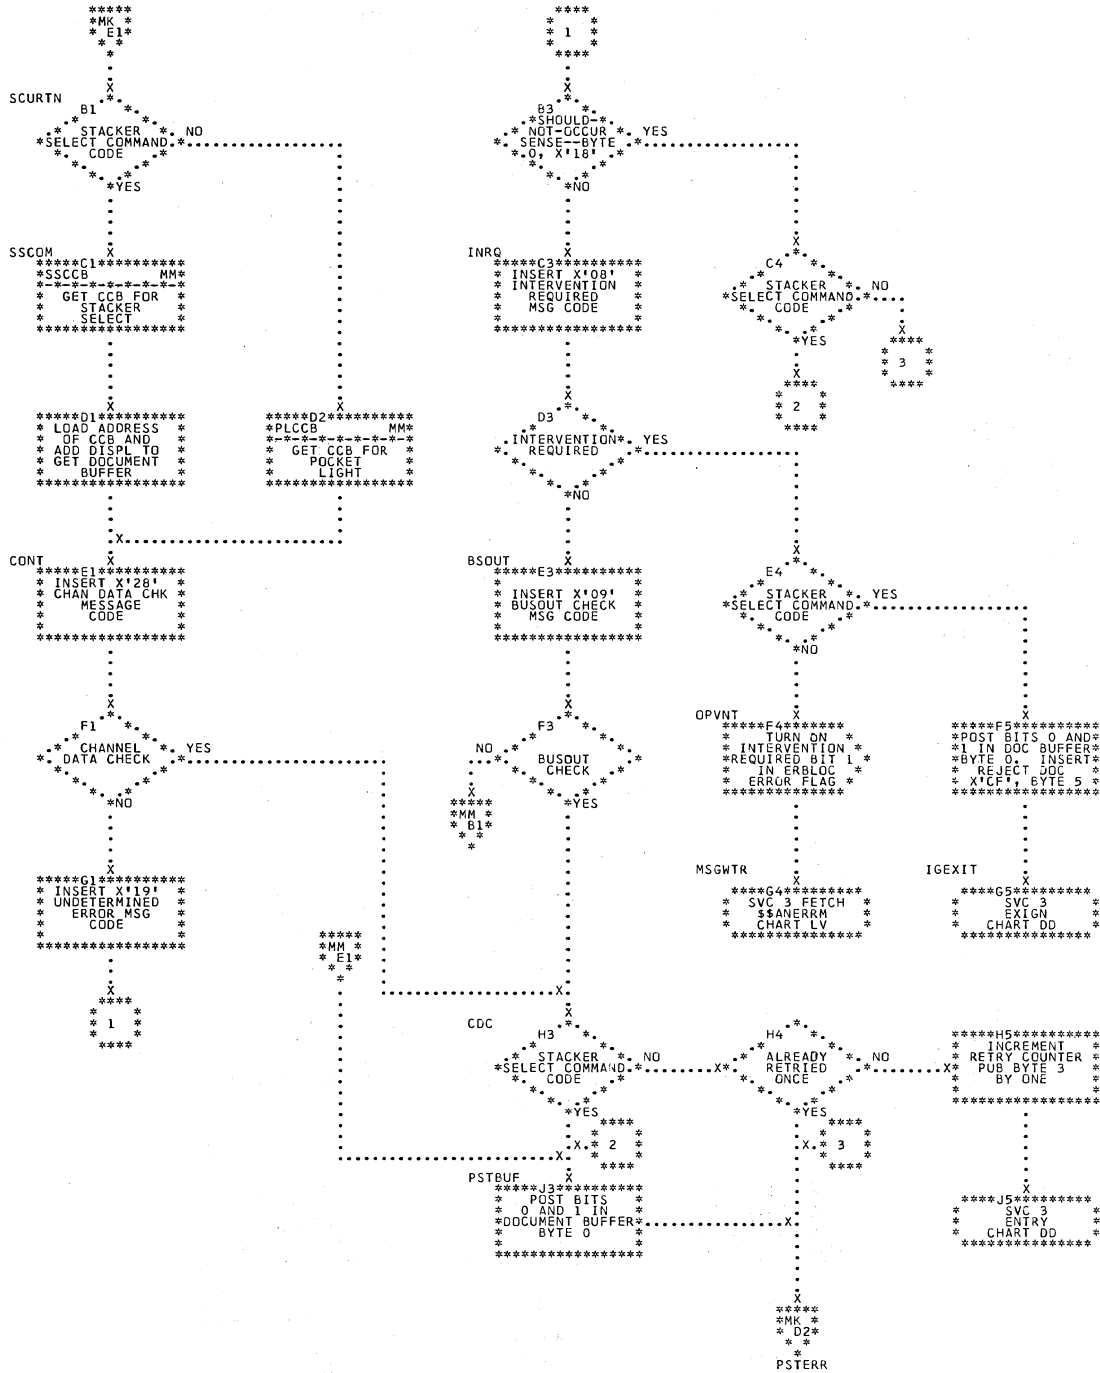 MK
E1
1
SCURTN
B1
STACKER
SELECT COMMAND
CODE
NO
YES
B3
SHOULD-
NOT-OCCUR
SENSE--BYTE
0, X'18'
YES
NO
SSCOM
C1
SSCCB MM
GET CCB FOR
STACKER
SELECT
INRQ
C3
INSERT X'08'
INTERVENTION
REQUIRED
MSG CODE
C4
STACKER
SELECT COMMAND
CODE
NO
YES
3
2
D1
LOAD ADDRESS
OF CCB AND
ADD DISPL TO
GET DOCUMENT
BUFFER
D2
PLCCB MM
GET CCB FOR
POCKET
LIGHT
D3
INTERVENTION
REQUIRED
YES
NO
CONT
E1
INSERT X'28'
CHAN DATA CHK
MESSAGE
CODE
BSOUT
E3
INSERT X'09'
BUSOUT CHECK
MSG CODE
E4
STACKER
SELECT COMMAND
CODE
YES
NO
F1
CHANNEL
DATA CHECK
YES
NO
F3
BUSOUT
CHECK
NO
YES
MM
B1
OPVNT
F4
TURN ON
INTERVENTION
REQUIRED BIT 1
IN ERBLOC
ERROR FLAG
F5
POST BITS 0 AND
1 IN DOC BUFFER
BYTE 0. INSERT
REJECT DOC
X'CF', BYTE 5
G1
INSERT X'19'
UNDETERMINED
ERROR MSG
CODE
MSGWTR
G4
SVC 3 FETCH
$$ANERRM
CHART LV
IGEXIT
G5
SVC 3
EXIGN
CHART DD
MM
E1
1
CDC
H3
STACKER
SELECT COMMAND
CODE
NO
YES
H4
ALREADY
RETRIED
ONCE
NO
YES
H5
INCREMENT
RETRY COUNTER
PUB BYTE 3
BY ONE
2
3
PSTBUF
J3
POST BITS
0 AND 1 IN
DOCUMENT BUFFER
BYTE 0
J5
SVC 3
ENTRY
CHART DD
MK
D2
PSTERR